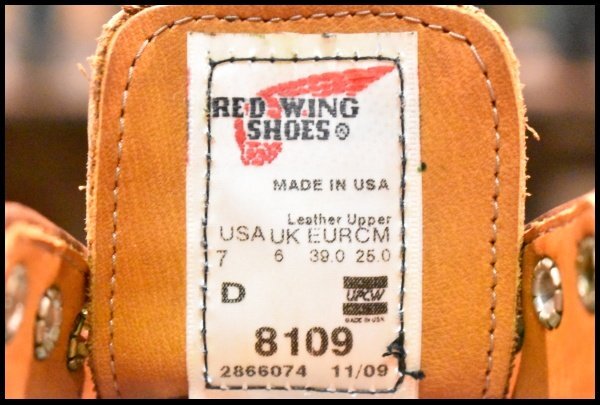 RED WING
SHOES®
MADE IN USA
Leather Upper
USA UK EUR CM
7 6 39.0 25.0
D
UFCW
MADE IN USA
8109
2866074 11/09